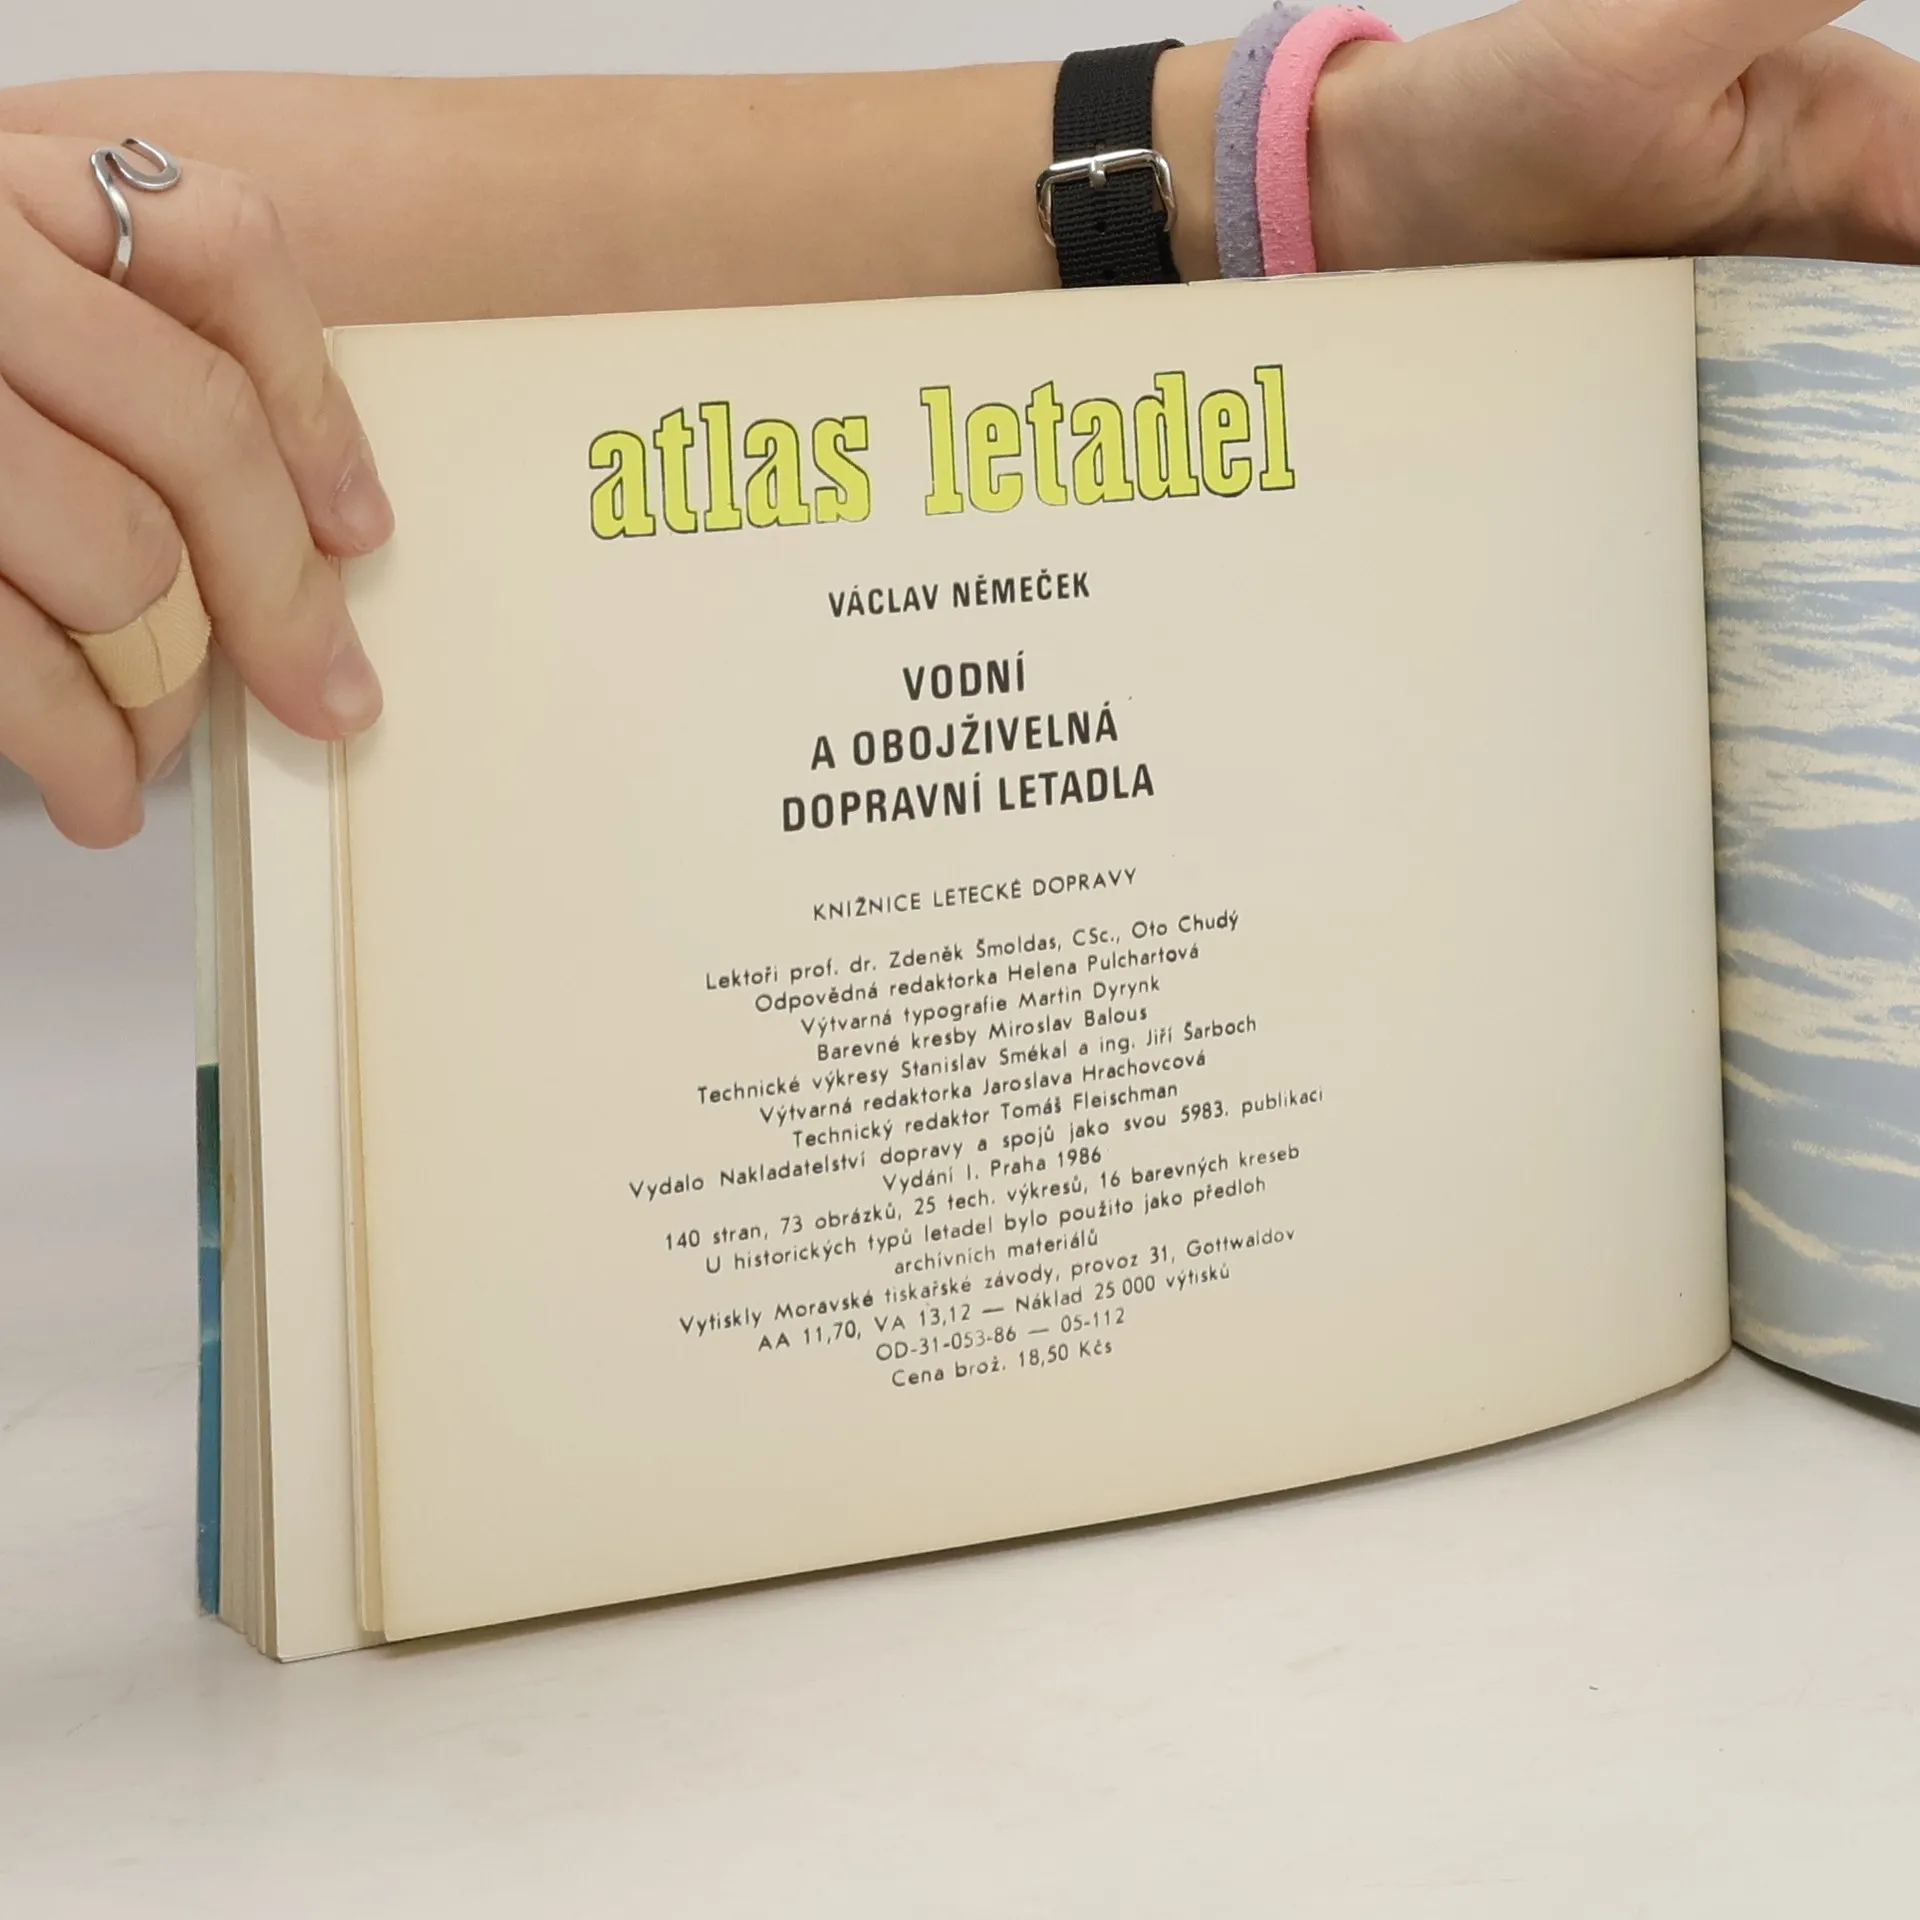 atlas letadel
VÁCLAV NĚMEČEK
VODNÍ
A OBOJŽIVELNÁ
DOPRAVNÍ LETADLA
KNIŽNICE LETECKÉ DOPRAVY
Lektoři prof. dr. Zdeněk Šmoldas, CSc., Oto Chudý
Odpovědná redaktorka Helena Pulchartová
Výtvarná typografie Martin Dyrynk
Barevné kresby Miroslav Balous
Technické výkresy Stanislav Smékal a ing. Jiří Šarboch
Výtvarná redaktorka Jaroslava Hrachovcová
Technický redaktor Tomáš Fleischman
Vydalo Nakladatelství dopravy a spojů jako svou 5983. publikaci
Vydání I. Praha 1986
140 stran, 73 obrázků, 25 tech. výkresů, 16 barevných kreseb
U historických typů letadel bylo použito jako předloh
archívních materiálů
Vytiskly Moravské tiskařské závody, provoz 31, Gottwaldov
AA 11,70, VA 13,12 — Náklad 25 000 výtisků
OD-31-053-86 — 05-112
Cena brož. 18,50 Kčs